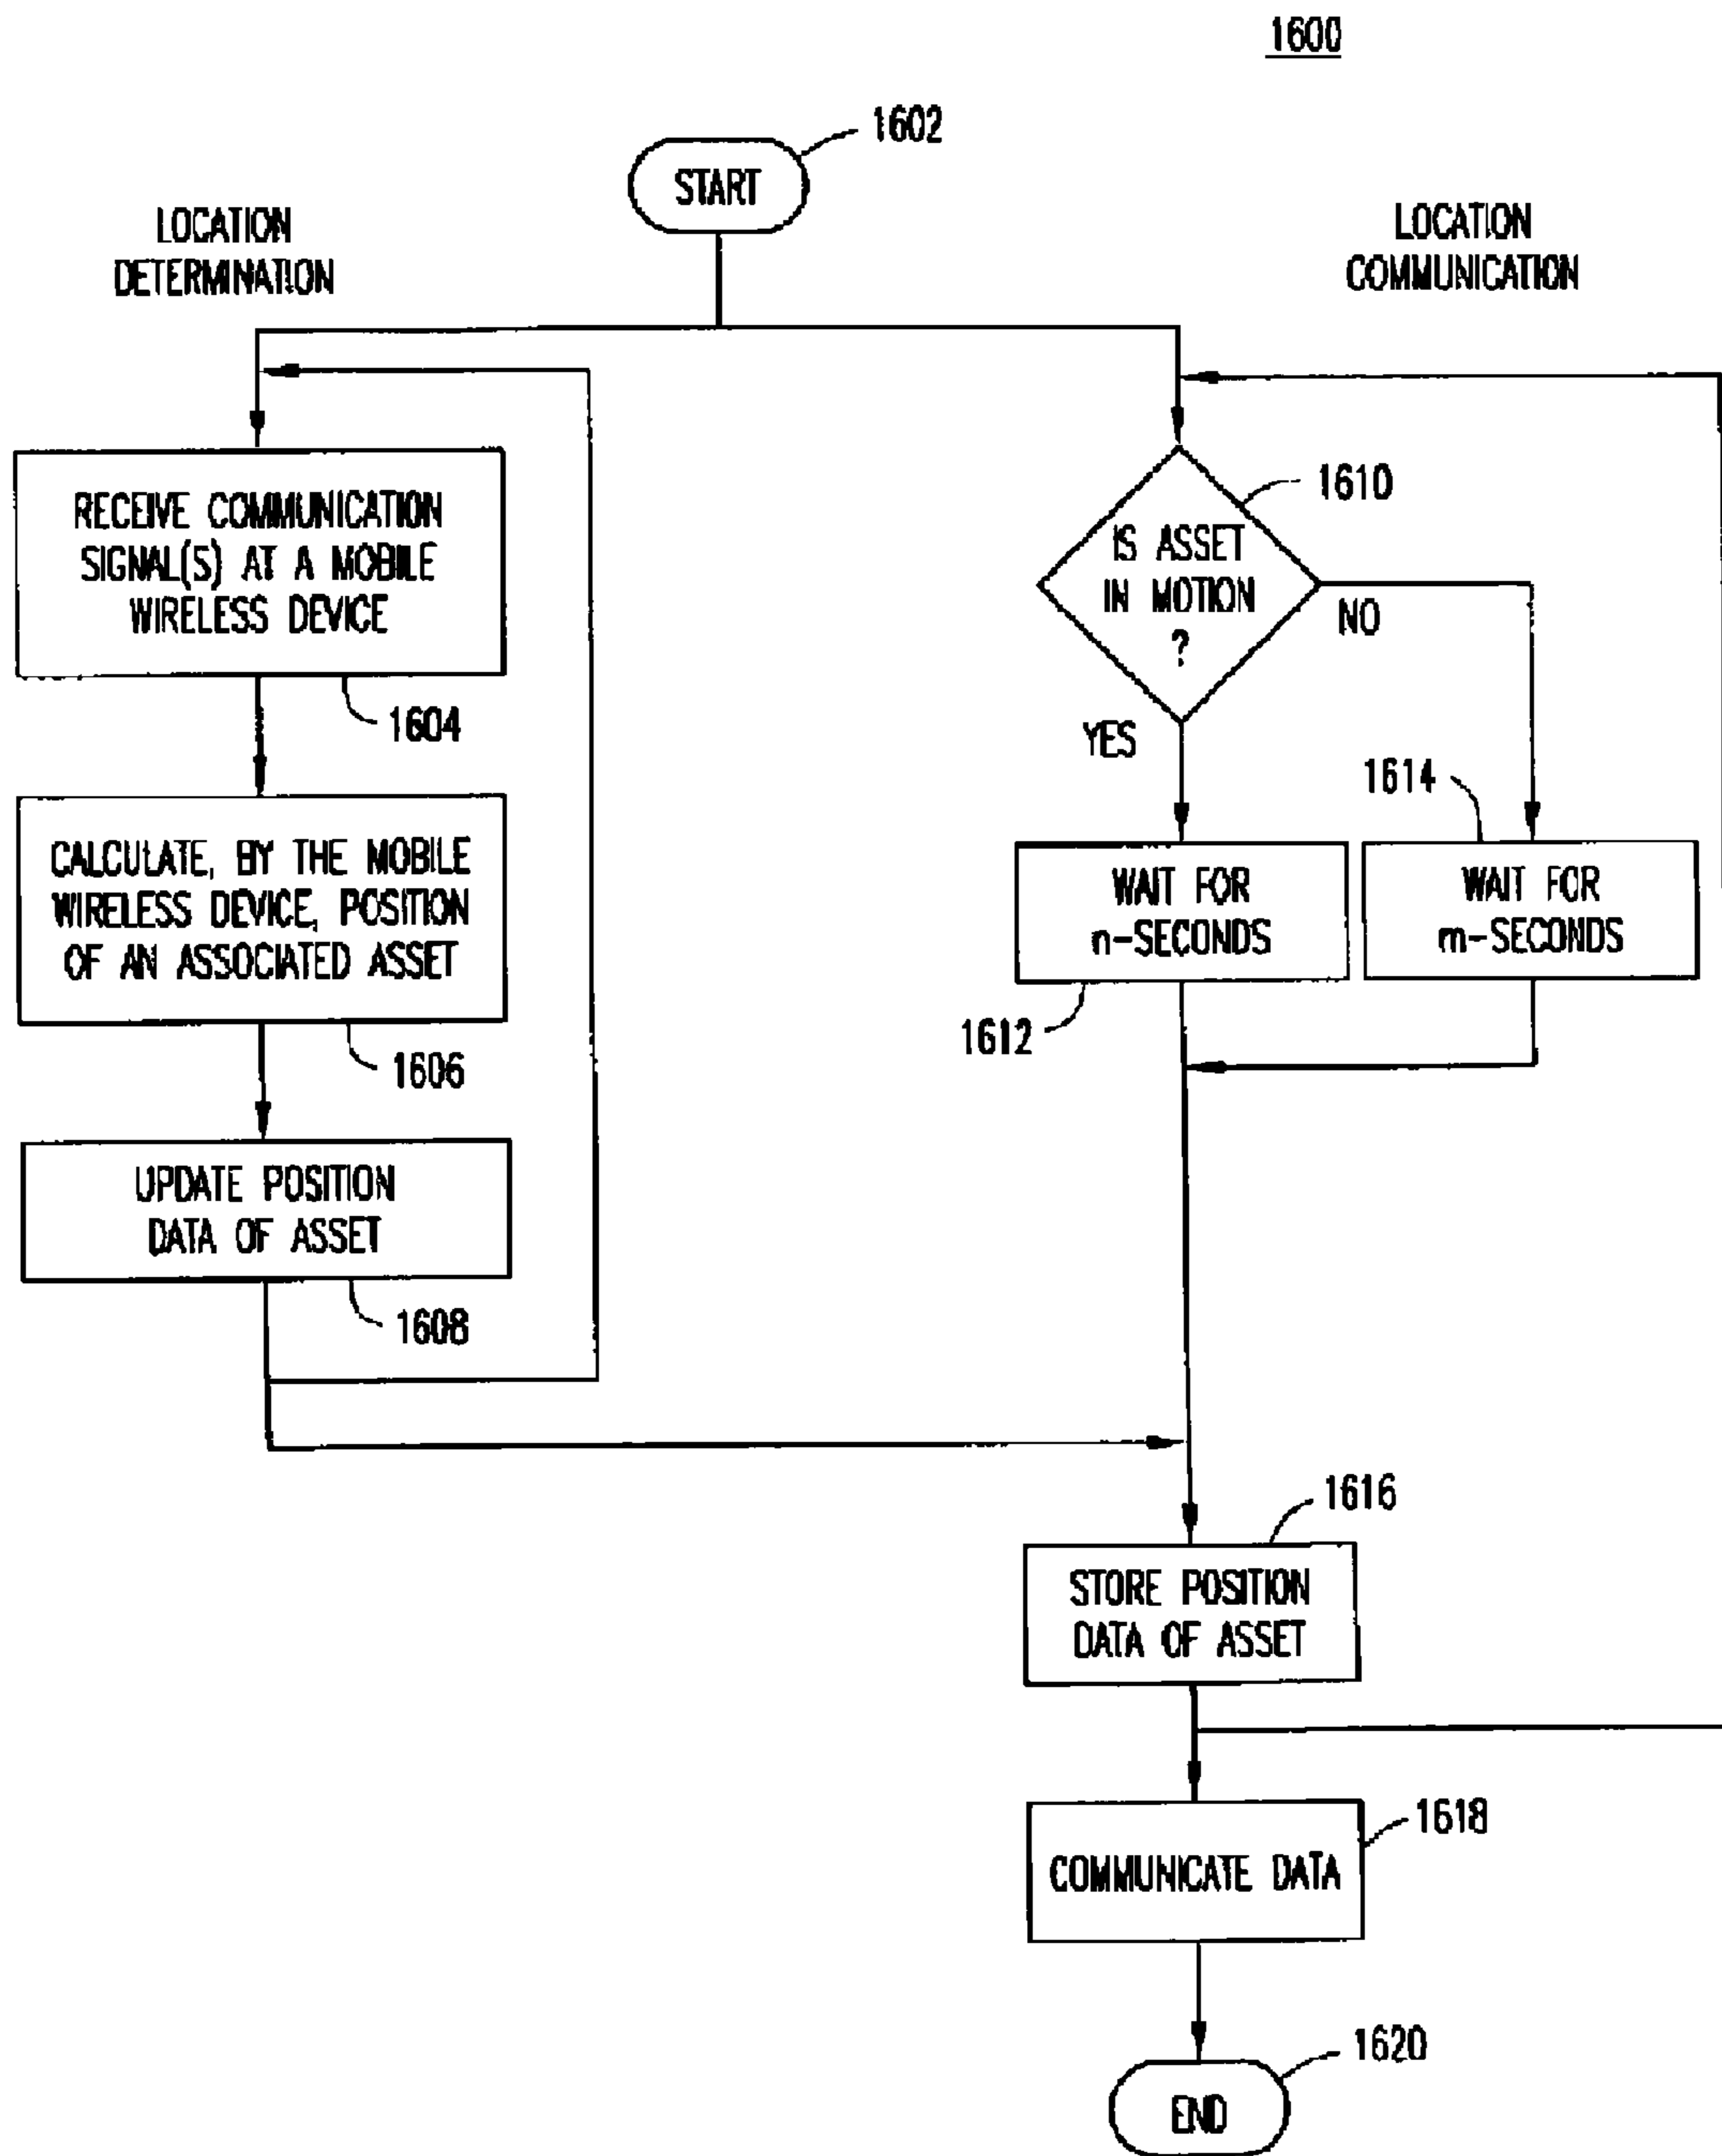 1600
1602
START
LOCATION
DETERMINATION
LOCATION
COMMUNICATION
RECEIVE COMMUNICATION
SIGNAL(S) AT A MOBILE
WIRELESS DEVICE
1604
CALCULATE, BY THE MOBILE
WIRELESS DEVICE, POSITION
OF AN ASSOCIATED ASSET
1606
UPDATE POSITION
DATA OF ASSET
1608
1610
IS ASSET
IN MOTION
?
NO
YES
1614
WAIT FOR
n-SECONDS
1612
WAIT FOR
m-SECONDS
1616
STORE POSITION
DATA OF ASSET
1618
COMMUNICATE DATA
1620
END